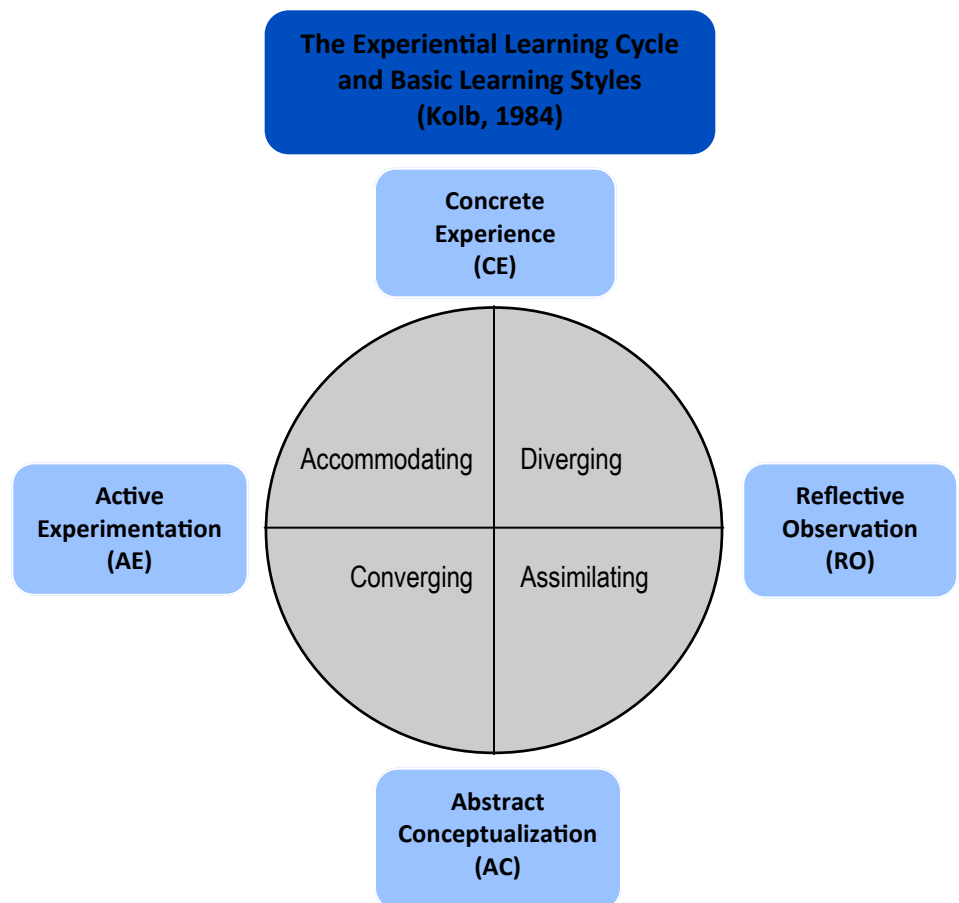 The Experiential Learning Cycle
and Basic Learning Styles
(Kolb, 1984)
Concrete
Experience
(CE)
Accommodating
Diverging
Active
Experimentation
(AE)
Reflective
Observation
(RO)
Converging
Assimilating
Abstract
Conceptualization
(AC)